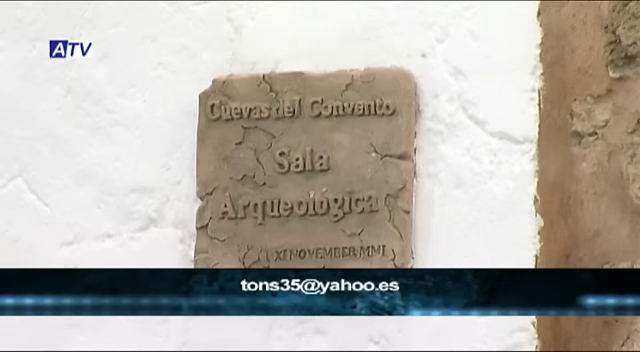 ATV
Cuevas del Convento
Sala
Arqueológica
XI NOVEMBER MMI
tons35@yahoo.es